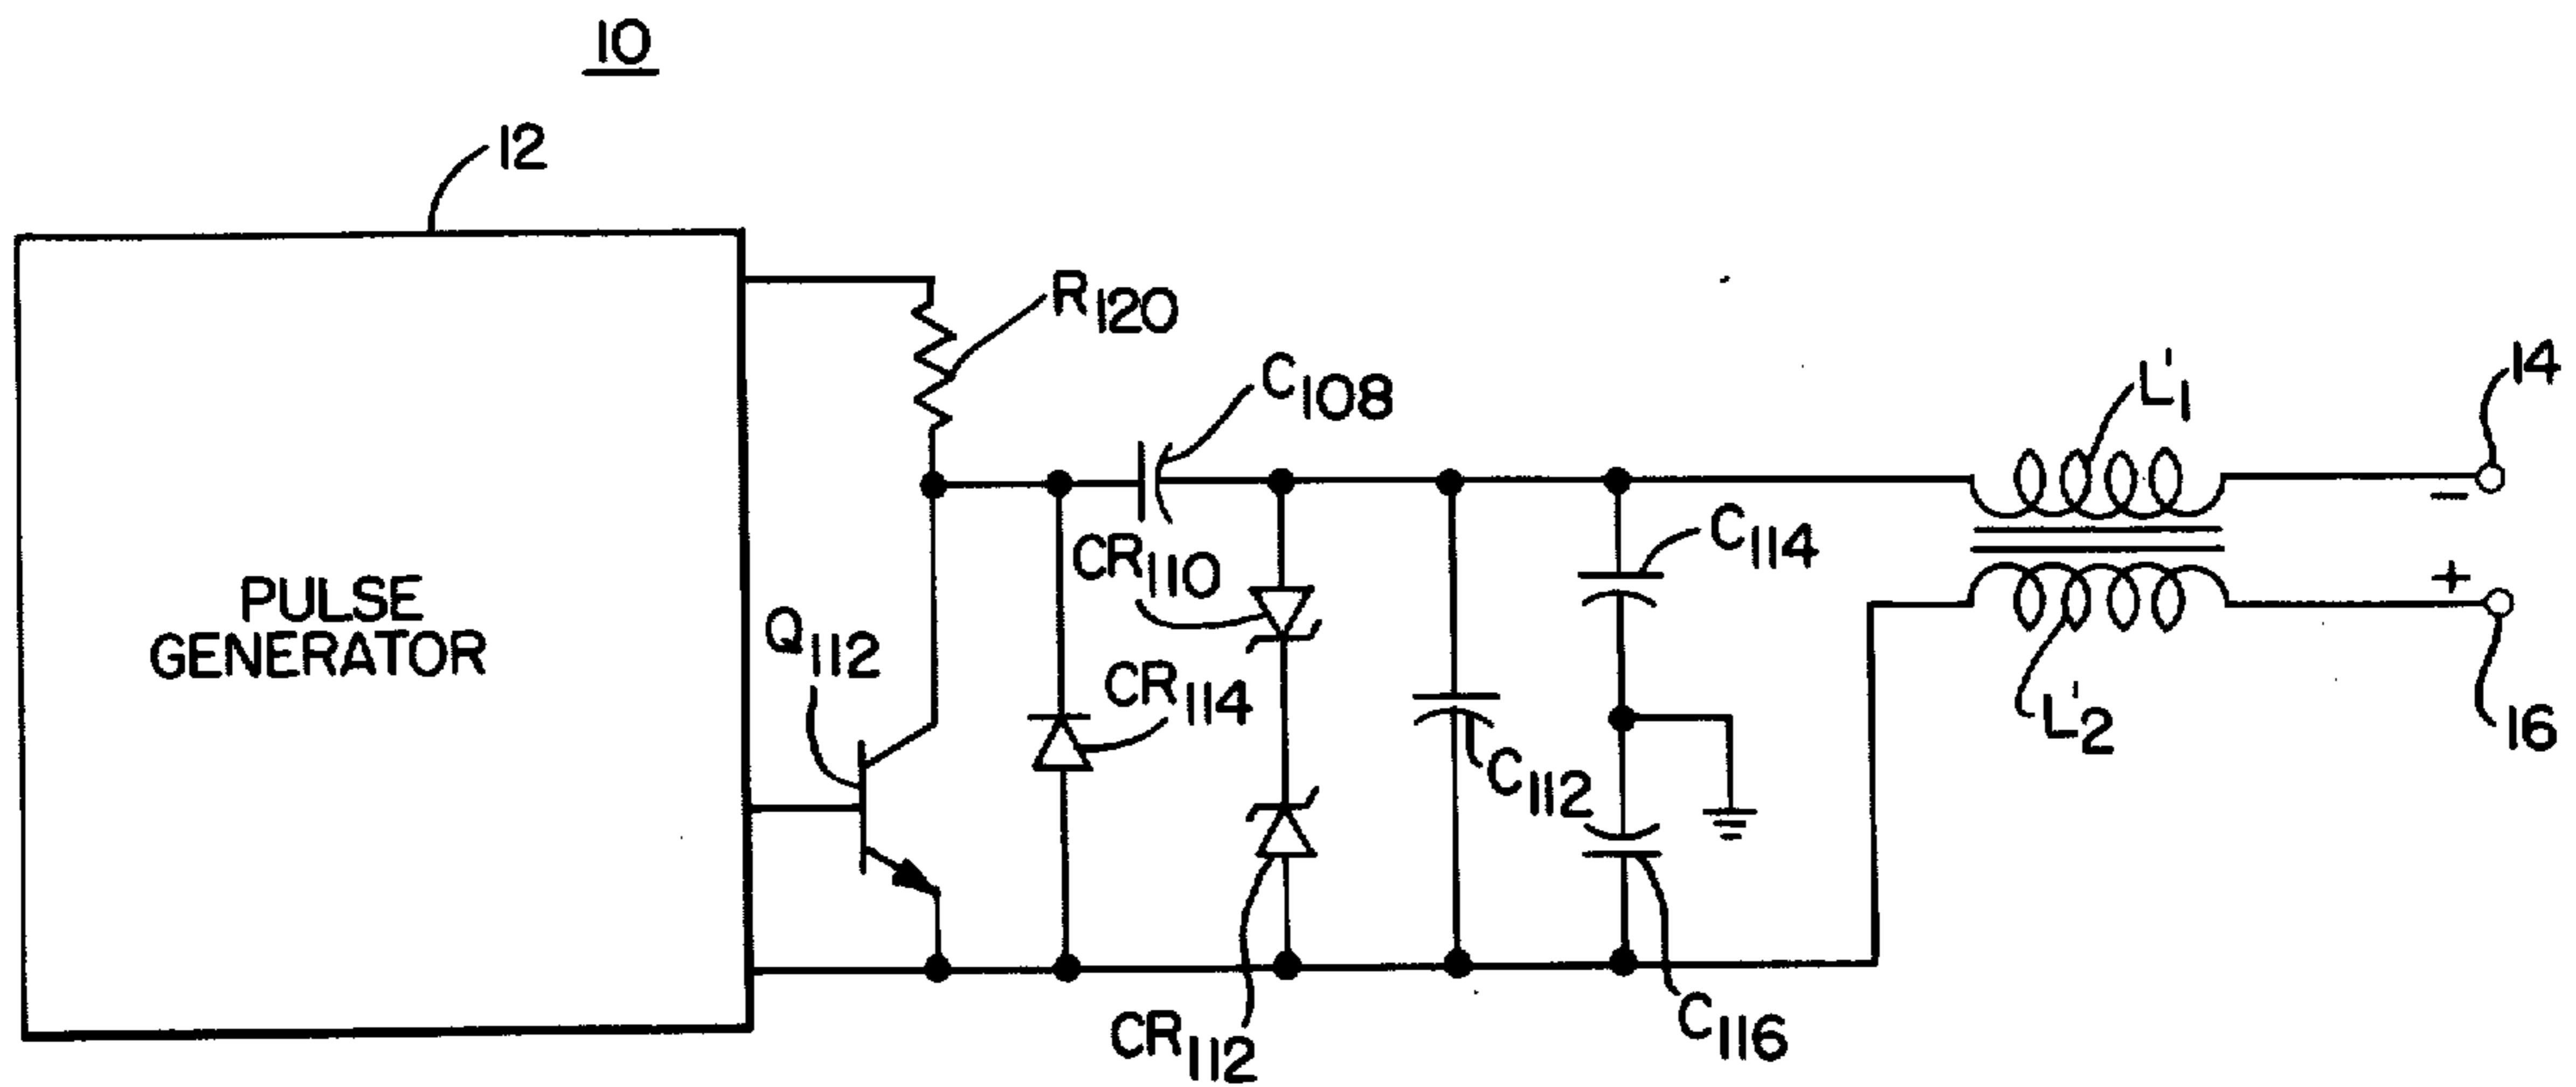 10
12
R120
C108
L'1
14
−
CR110
C114
+
PULSE
GENERATOR
Q112
CR114
C112
L'2
16
CR112
C116